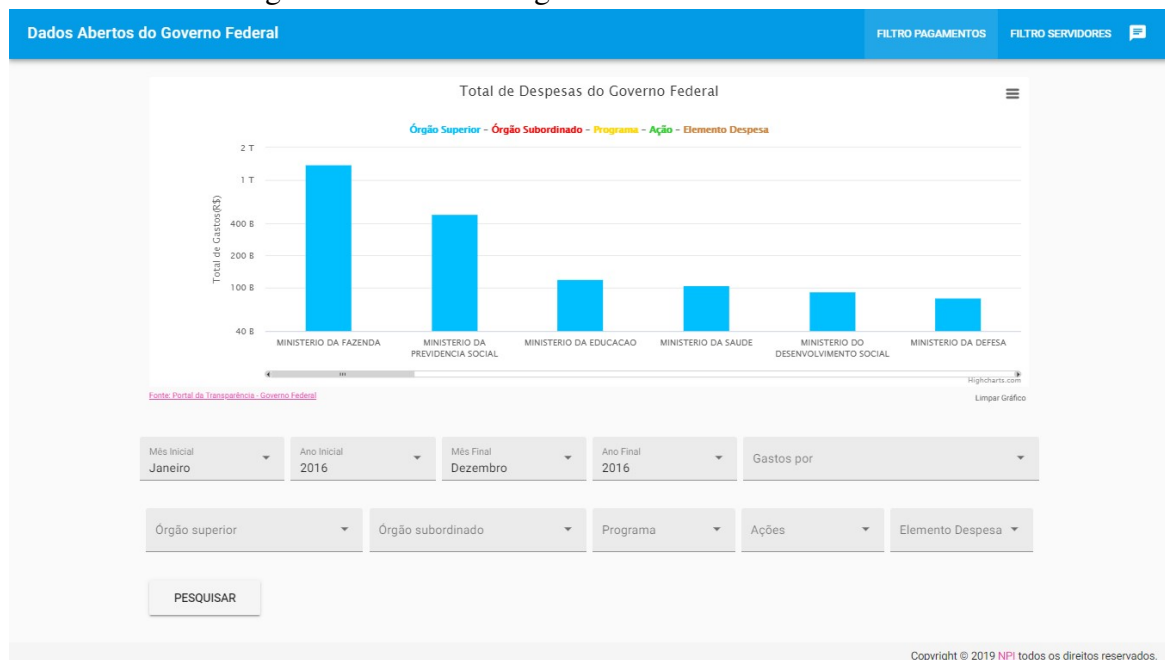 Dados Abertos do Governo Federal
FILTRO PAGAMENTOS
FILTRO SERVIDORES
Total de Despesas do Governo Federal
Órgão Superior - Órgão Subordinado - Programa - Ação - Elemento Despesa
Total de Gastos(R$)
2 T
1 T
400 B
200 B
100 B
40 B
MINISTERIO DA FAZENDA
MINISTERIO DA
PREVIDENCIA SOCIAL
MINISTERIO DA EDUCACAO
MINISTERIO DA SAUDE
MINISTERIO DO
DESENVOLVIMENTO SOCIAL
MINISTERIO DA DEFESA
Highcharts.com
Fonte: Portal da Transparência - Governo Federal
Limpar Gráfico
Mês Inicial
Janeiro
Ano Inicial
2016
Mês Final
Dezembro
Ano Final
2016
Gastos por
Órgão superior
Órgão subordinado
Programa
Ações
Elemento Despesa
PESQUISAR
Copyright © 2019 NPI todos os direitos reservados.